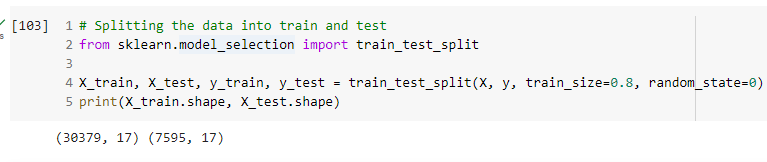 [103] 1 # Splitting the data into train and test
s 2 from sklearn.model_selection import train_test_split
3
4 X_train, X_test, y_train, y_test = train_test_split(X, y, train_size=0.8, random_state=0)
5 print(X_train.shape, X_test.shape)
(30379, 17) (7595, 17)